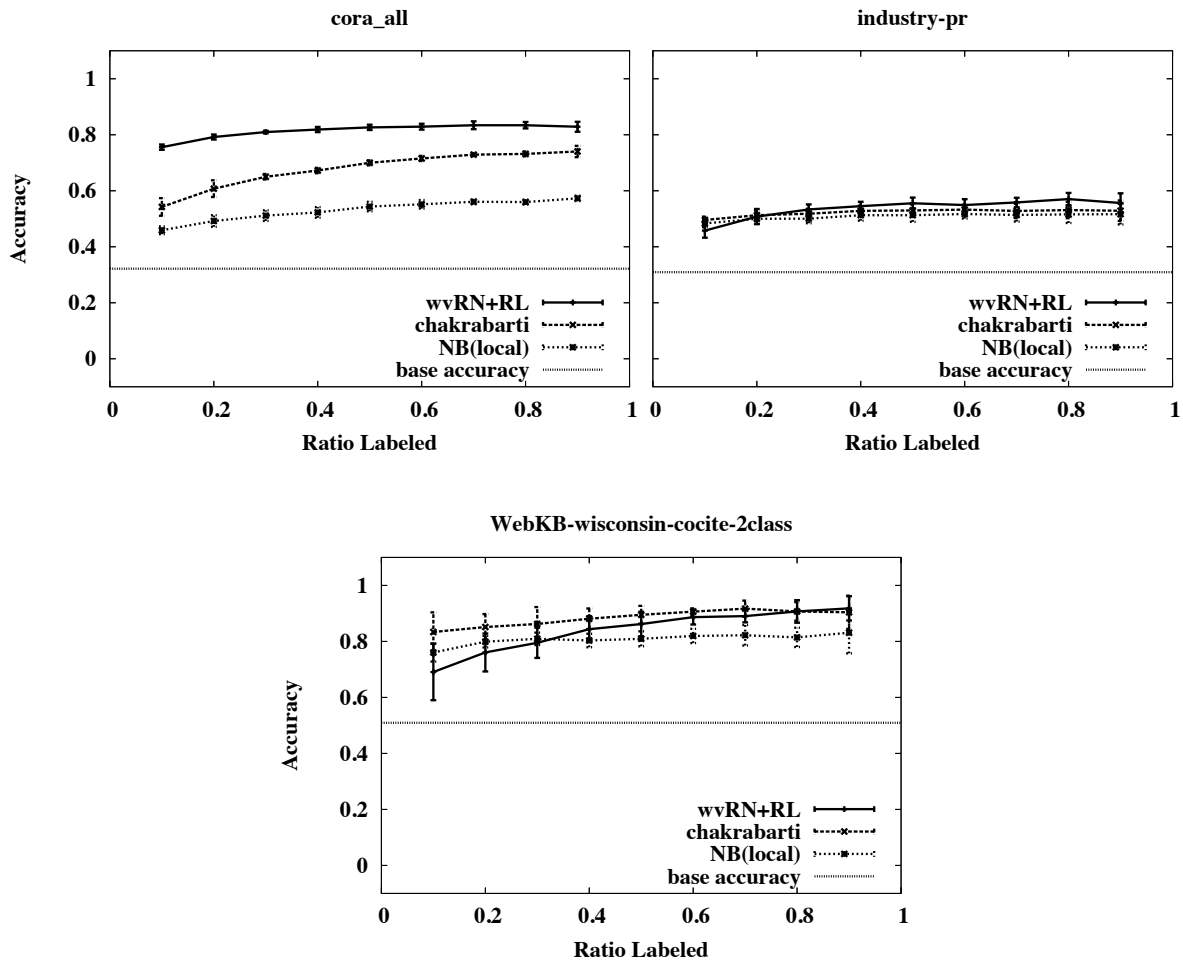 cora_all
Accuracy
1
0.8
0.6
0.4
0.2
0
wvRN+RL
chakrabarti
NB(local)
base accuracy
0 0.2 0.4 0.6 0.8 1
Ratio Labeled
industry-pr
wvRN+RL
chakrabarti
NB(local)
base accuracy
0 0.2 0.4 0.6 0.8 1
Ratio Labeled
WebKB-wisconsin-cocite-2class
Accuracy
1
0.8
0.6
0.4
0.2
0
wvRN+RL
chakrabarti
NB(local)
base accuracy
0 0.2 0.4 0.6 0.8 1
Ratio Labeled